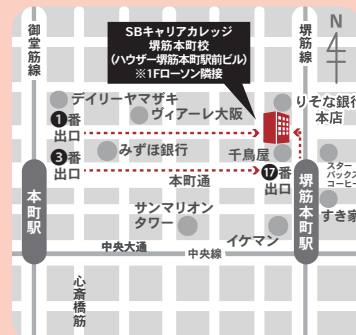 SBキャリアカレッジ
堺筋本町校
(ハウザー堺筋本町駅前ビル)
※1Fローソン隣接
御堂筋線
堺筋線
4
デイリーヤマザキ
ヴィアーレ大阪
りそな銀行
本店
1番
出口
3番
出口
みずほ銀行
千鳥屋
本町通
17番
出口
スター
バックス
コーヒー
本町駅
堺筋本町駅
サンマリオン
タワー
イケマン
すき家
中央大通
中央線
心斎橋筋